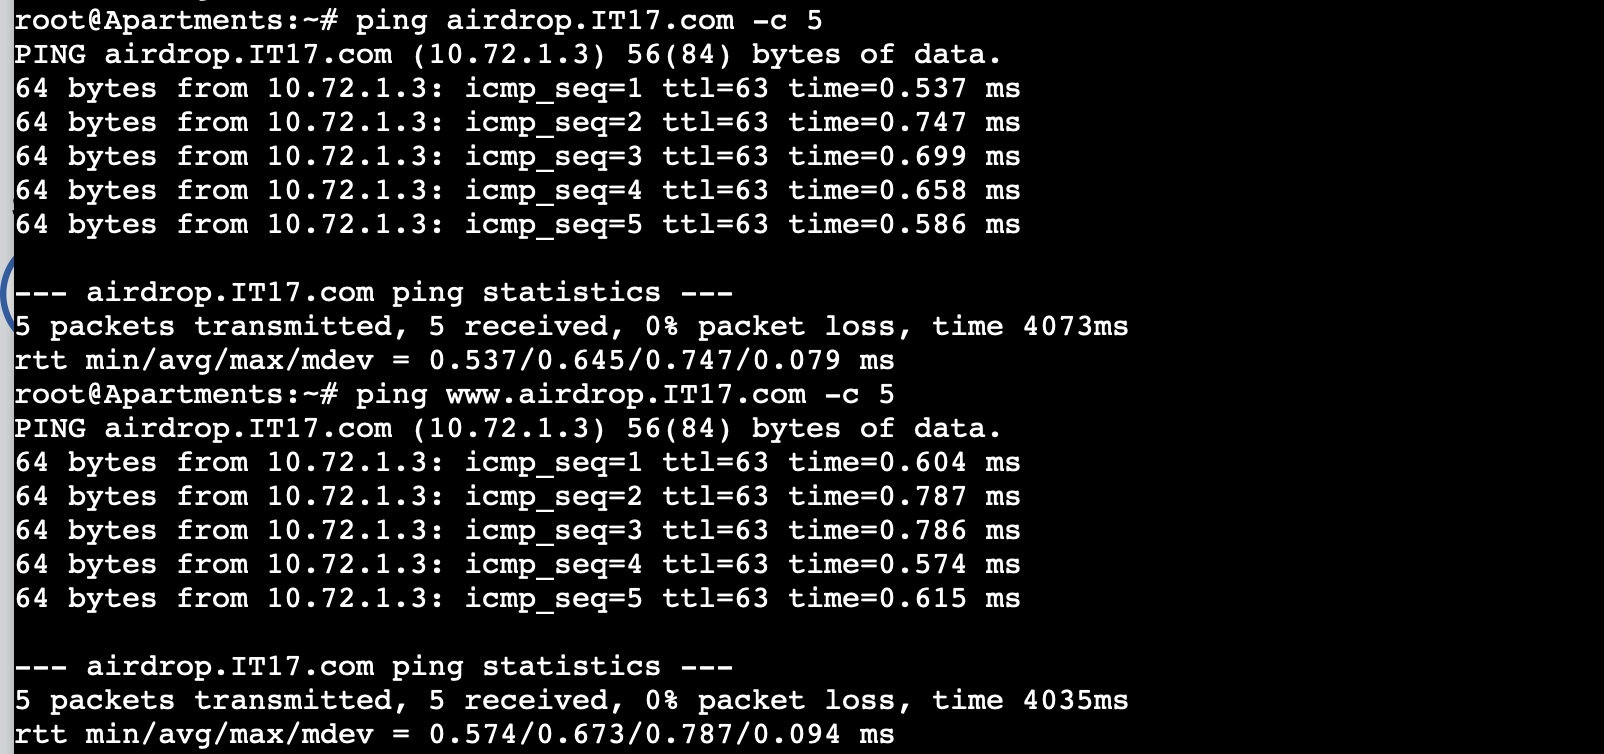 root@Apartments:~# ping airdrop.IT17.com -c 5
PING airdrop.IT17.com (10.72.1.3) 56(84) bytes of data.
64 bytes from 10.72.1.3: icmp_seq=1 ttl=63 time=0.537 ms
64 bytes from 10.72.1.3: icmp_seq=2 ttl=63 time=0.747 ms
64 bytes from 10.72.1.3: icmp_seq=3 ttl=63 time=0.699 ms
64 bytes from 10.72.1.3: icmp_seq=4 ttl=63 time=0.658 ms
64 bytes from 10.72.1.3: icmp_seq=5 ttl=63 time=0.586 ms
--- airdrop.IT17.com ping statistics ---
5 packets transmitted, 5 received, 0% packet loss, time 4073ms
rtt min/avg/max/mdev = 0.537/0.645/0.747/0.079 ms
root@Apartments:~# ping www.airdrop.IT17.com -c 5
PING airdrop.IT17.com (10.72.1.3) 56(84) bytes of data.
64 bytes from 10.72.1.3: icmp_seq=1 ttl=63 time=0.604 ms
64 bytes from 10.72.1.3: icmp_seq=2 ttl=63 time=0.787 ms
64 bytes from 10.72.1.3: icmp_seq=3 ttl=63 time=0.786 ms
64 bytes from 10.72.1.3: icmp_seq=4 ttl=63 time=0.574 ms
64 bytes from 10.72.1.3: icmp_seq=5 ttl=63 time=0.615 ms
--- airdrop.IT17.com ping statistics ---
5 packets transmitted, 5 received, 0% packet loss, time 4035ms
rtt min/avg/max/mdev = 0.574/0.673/0.787/0.094 ms